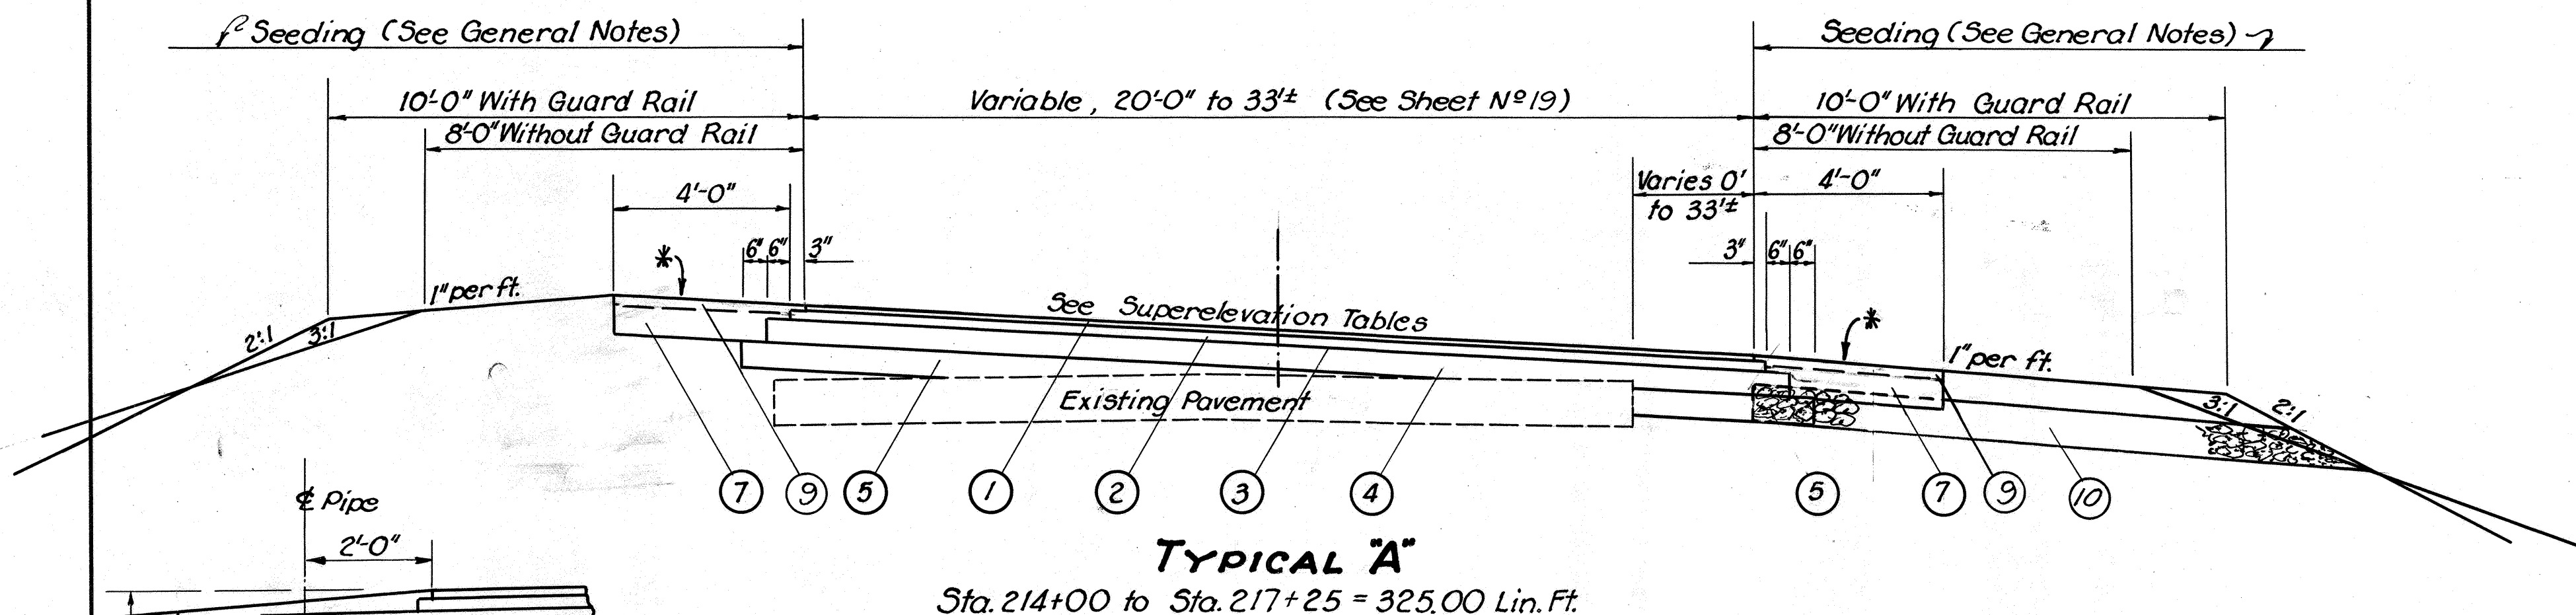 Seeding (See General Notes)
Seeding (See General Notes)
10'-0" With Guard Rail
Variable, 20'-0" to 33'± (See Sheet Nº 19)
10'-0" With Guard Rail
8'-0" Without Guard Rail
8'-0" Without Guard Rail
4'-0"
Varies 0'
to 33'±
4'-0"
*
6" 6" 3"
3" 6" 6"
*
1" per ft.
See Superelevation Tables
1" per ft.
2:1
3:1
Existing Pavement
3:1
2:1
7 9 5 1 2 3 4 5 7 9 10
℄ Pipe
2'-0"
TYPICAL "A"
Sta. 214+00 to Sta. 217+25 = 325.00 Lin. Ft.